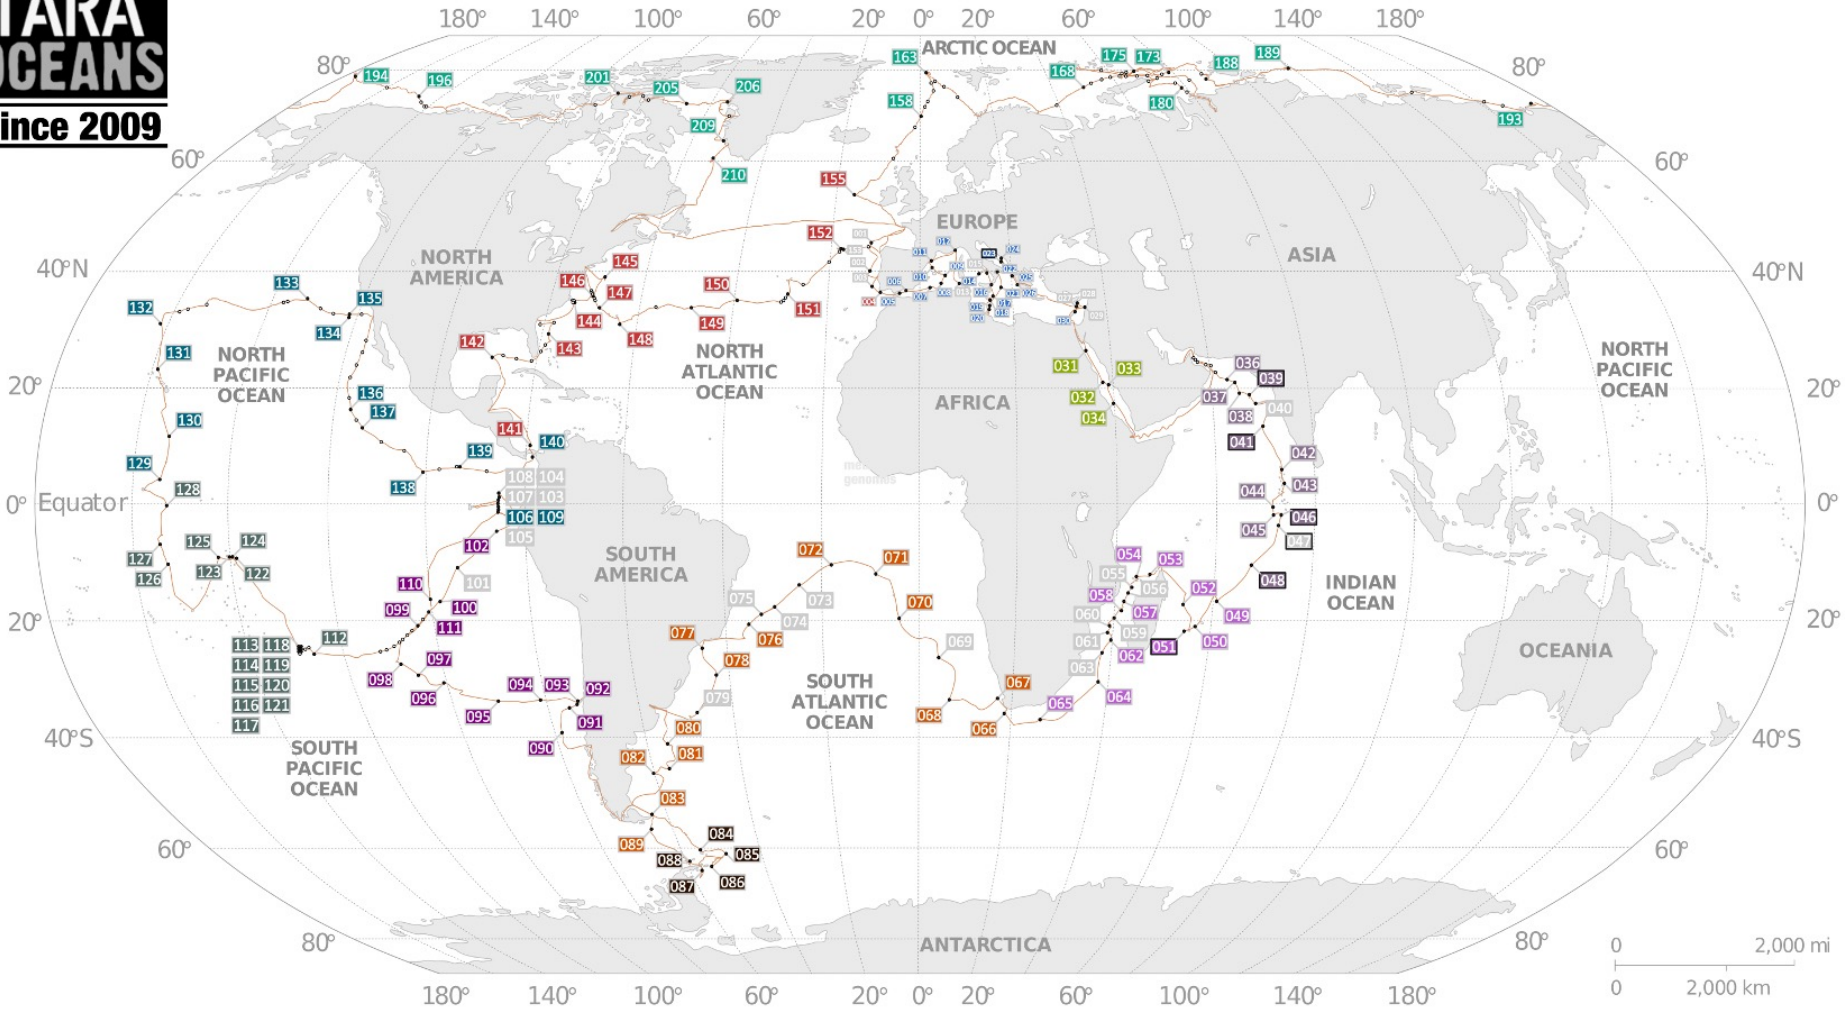 TARA
OCEANS
since 2009
180° 140° 100° 60° 20° 0° 20° 60° 100° 140° 180°
ARCTIC OCEAN
80° 80°
163 175 173 188 189
194 196 201 205 206 168
158 180 193
209
60° 60°
210
155
EUROPE
152
NORTH
AMERICA
ASIA
40°N 40°N
145
146 147
133 135 150
132 134 144 149 151
148
142 143
131
031 033
036 039
NORTH
PACIFIC
OCEAN
NORTH
ATLANTIC
OCEAN
NORTH
PACIFIC
OCEAN
20° 20°
136
137
032
034
037
038 040
AFRICA
130
141 140
041
139
042
129
138
108 104
128
107 103
043
044
0° Equator 0°
106 109
046
105
045
047
125 124
102
127 123 122
126
072 071
054 053
SOUTH
AMERICA
055 048
110 101
058 056 052
INDIAN
OCEAN
099 100
075 073
070
060 057 049
111
074
20° 20°
112
077 076
069
061 059 050
051
113 118
114 119
115 120
116 121
117
098 097
078
062
063
OCEANIA
096
094 093 092
079
SOUTH
ATLANTIC
OCEAN
067
065 064
095 091
068 066
080
40°S 40°S
090
082 081
SOUTH
PACIFIC
OCEAN
083
084
089
60° 60°
088 085
087 086
80° 80°
ANTARCTICA
0 2,000 mi
0 2,000 km
180° 140° 100° 60° 20° 0° 20° 60° 100° 140° 180°